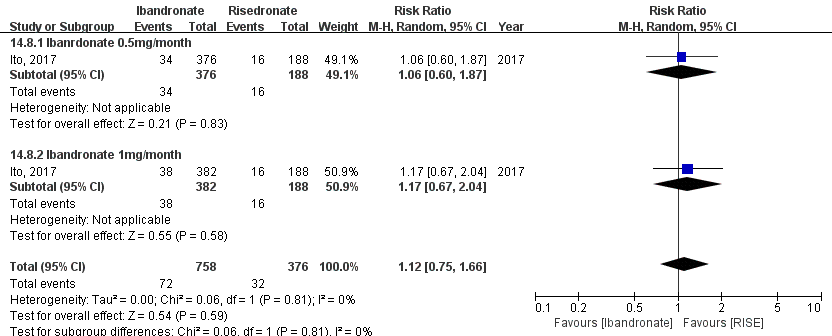 Ibandronate Risedronate Risk Ratio Risk Ratio
Study or Subgroup Events Total Events Total Weight M-H, Random, 95% CI Year M-H, Random, 95% CI
14.8.1 Ibanrdonate 0.5mg/month
Ito, 2017 34 376 16 188 49.1% 1.06 [0.60, 1.87] 2017
Subtotal (95% CI) 376 188 49.1% 1.06 [0.60, 1.87]
Total events 34 16
Heterogeneity: Not applicable
Test for overall effect: Z = 0.21 (P = 0.83)
14.8.2 Ibandronate 1mg/month
Ito, 2017 38 382 16 188 50.9% 1.17 [0.67, 2.04] 2017
Subtotal (95% CI) 382 188 50.9% 1.17 [0.67, 2.04]
Total events 38 16
Heterogeneity: Not applicable
Test for overall effect: Z = 0.55 (P = 0.58)
Total (95% CI) 758 376 100.0% 1.12 [0.75, 1.66]
Total events 72 32
Heterogeneity: Tau² = 0.00; Chi² = 0.06, df = 1 (P = 0.81); I² = 0%
Test for overall effect: Z = 0.54 (P = 0.59)
Test for subgroup differences: Chi² = 0.06, df = 1 (P = 0.81), I² = 0%
0.1 0.2 0.5 1 2 5 10
Favours [Ibandronate] Favours [RISE]